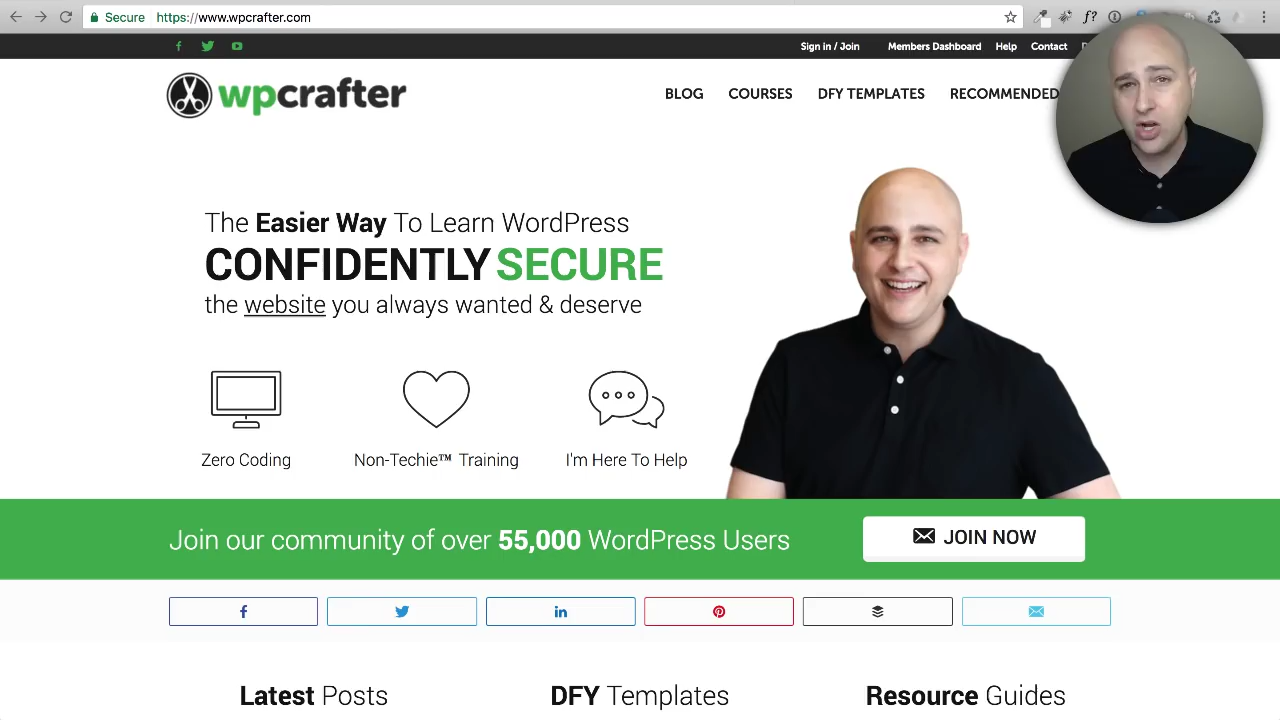 Secure https://www.wpcrafter.com
f?
Sign in / Join Members Dashboard Help Contact
wpcrafter
BLOG COURSES DFY TEMPLATES RECOMMENDED
The Easier Way To Learn WordPress
CONFIDENTLY SECURE
the website you always wanted & deserve
Zero Coding Non-Techie™ Training I'm Here To Help
Join our community of over 55,000 WordPress Users JOIN NOW
Latest Posts DFY Templates Resource Guides